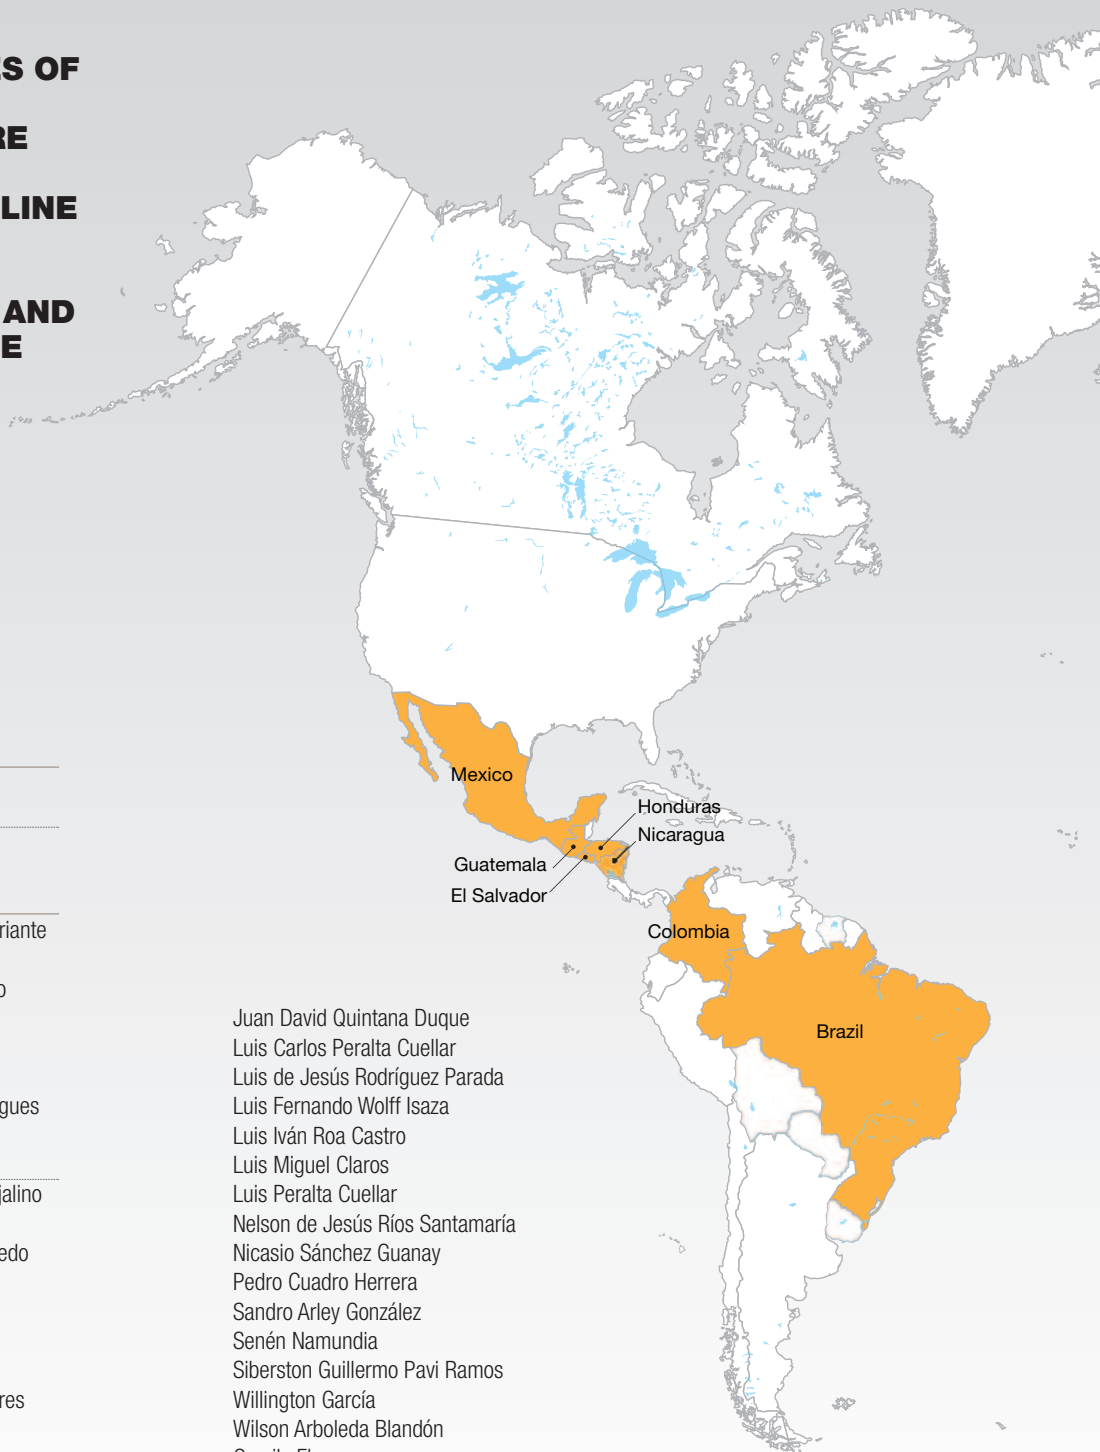 S OF
RE
LINE
AND
E
riante
o
gues
jalino
edo
res
Juan David Quintana Duque
Luis Carlos Peralta Cuellar
Luis de Jesús Rodríguez Parada
Luis Fernando Wolff Isaza
Luis Iván Roa Castro
Luis Miguel Claros
Luis Peralta Cuellar
Nelson de Jesús Ríos Santamaría
Nicasio Sánchez Guanay
Pedro Cuadro Herrera
Sandro Arley González
Senén Namundia
Siberston Guillermo Pavi Ramos
Willington García
Wilson Arboleda Blandón
Mexico
Honduras
Nicaragua
Guatemala
El Salvador
Colombia
Brazil